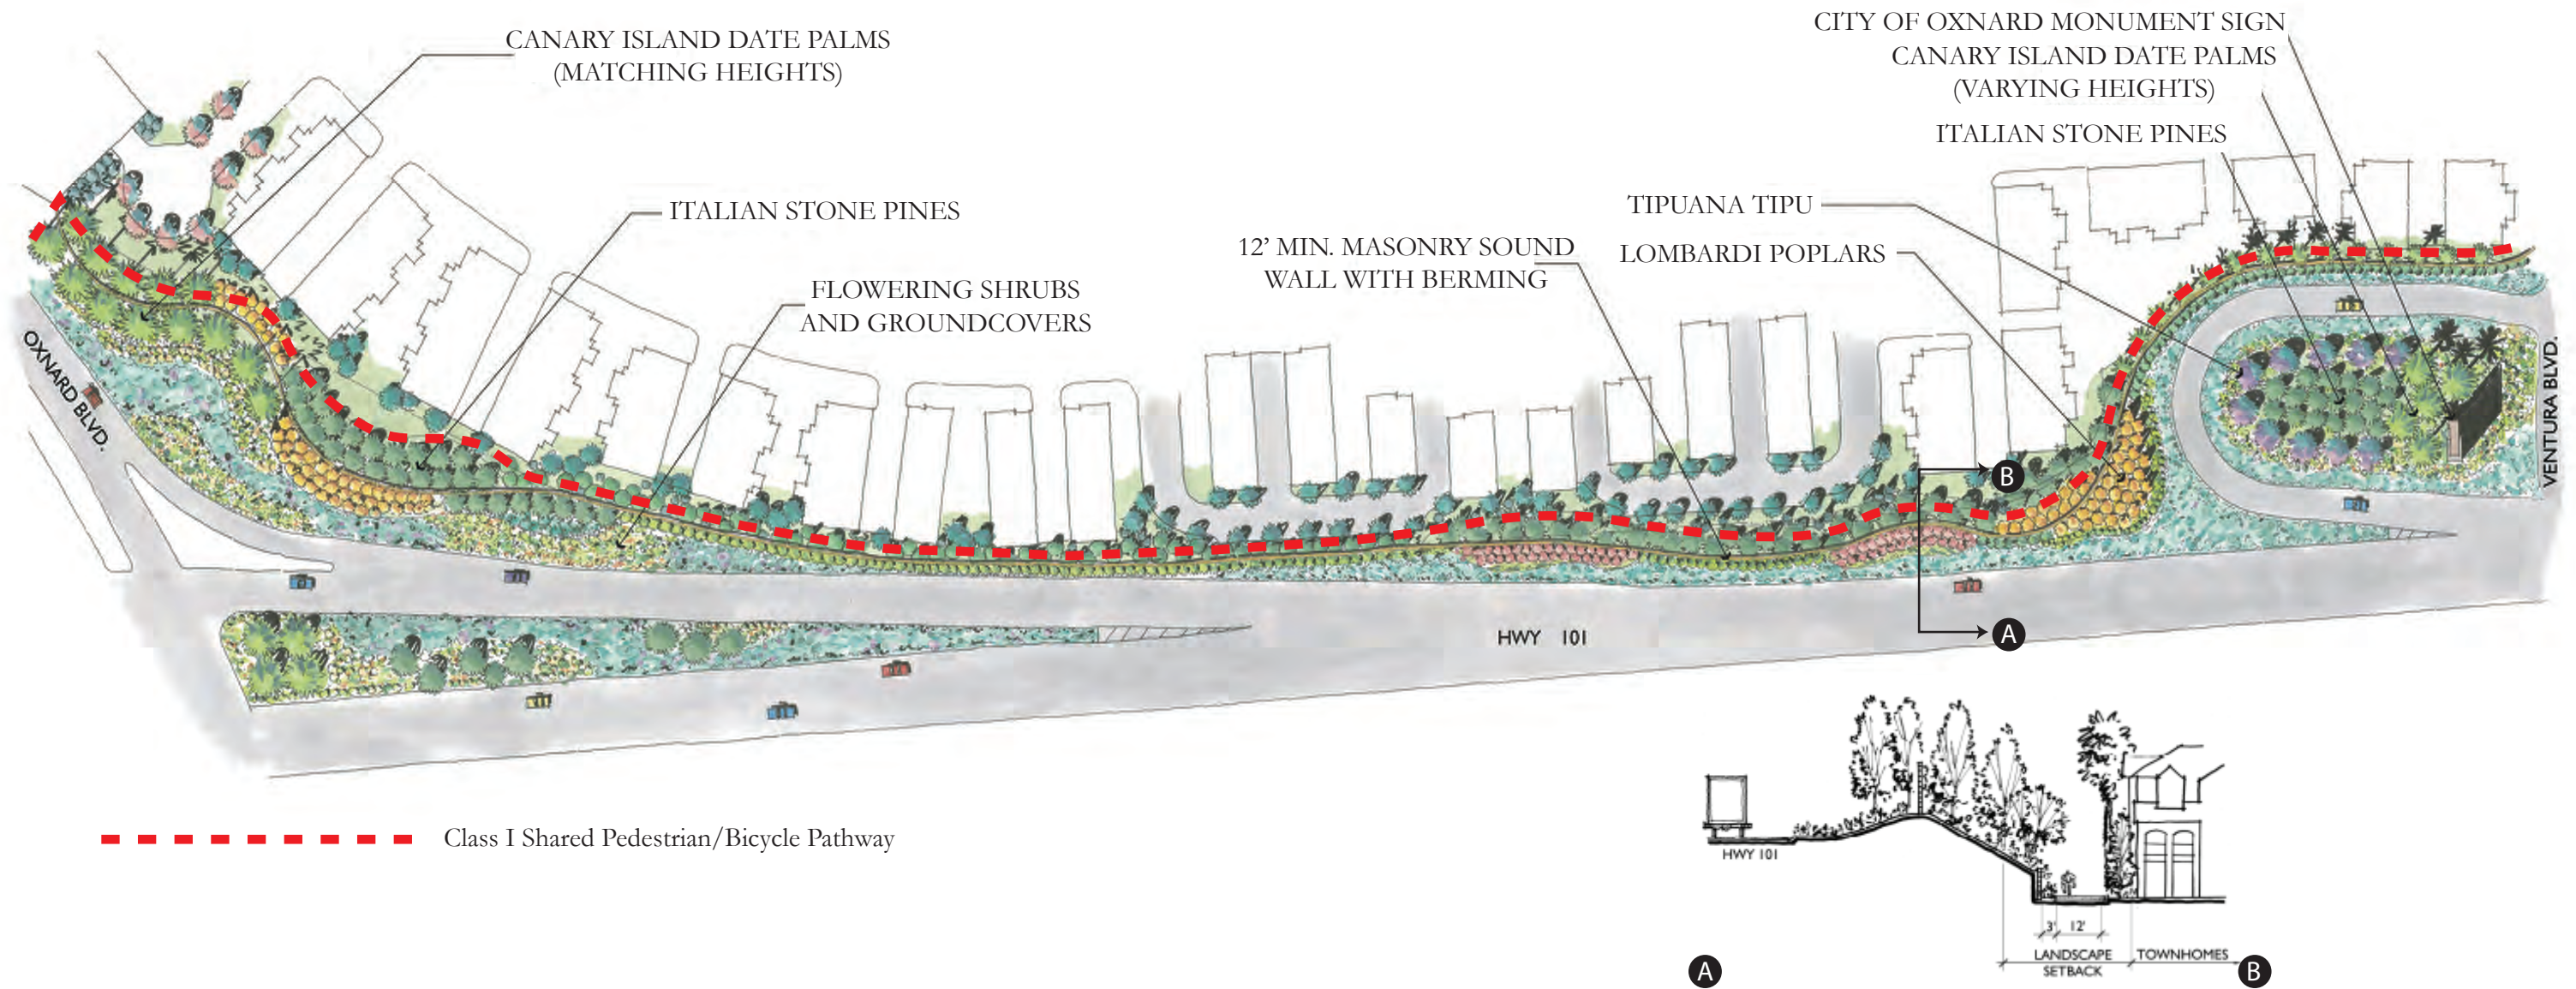 CITY OF OXNARD MONUMENT SIGN
CANARY ISLAND DATE PALMS
(MATCHING HEIGHTS)
CANARY ISLAND DATE PALMS
(VARYING HEIGHTS)
ITALIAN STONE PINES
ITALIAN STONE PINES
TIPUANA TIPU
12' MIN. MASONRY SOUND
WALL WITH BERMING
LOMBARDI POPLARS
FLOWERING SHRUBS
AND GROUNDCOVERS
OXNARD BLVD.
VENTURA BLVD.
B
A
HWY 101
Class I Shared Pedestrian/Bicycle Pathway
HWY 101
3' 12'
LANDSCAPE
SETBACK
TOWNHOMES
A
B